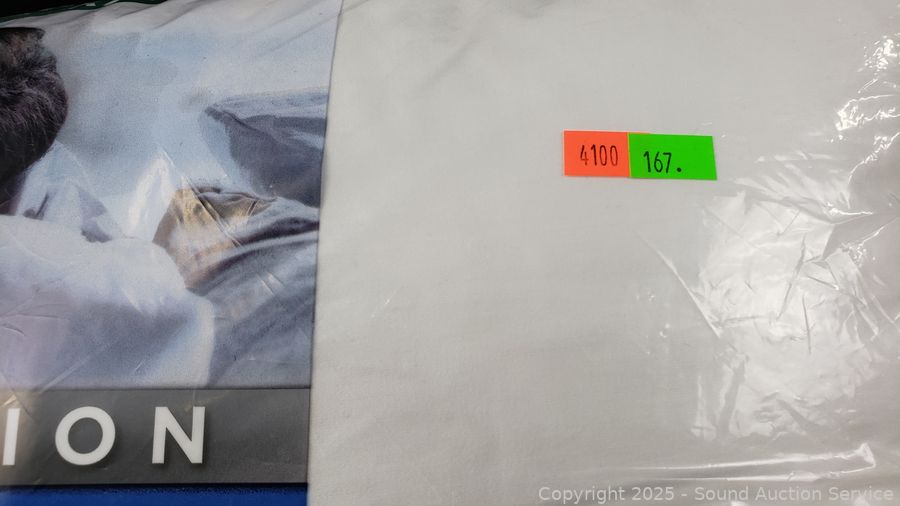 4100 167.
ION
Copyright 2025 - Sound Auction Service